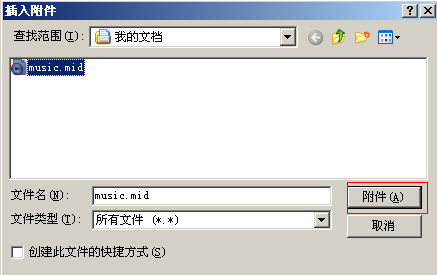 插入附件
查找范围(I): 我的文档
music.mid
文件名(N): music.mid 附件(A)
文件类型(T): 所有文件 (*.*) 取消
创建此文件的快捷方式(S)